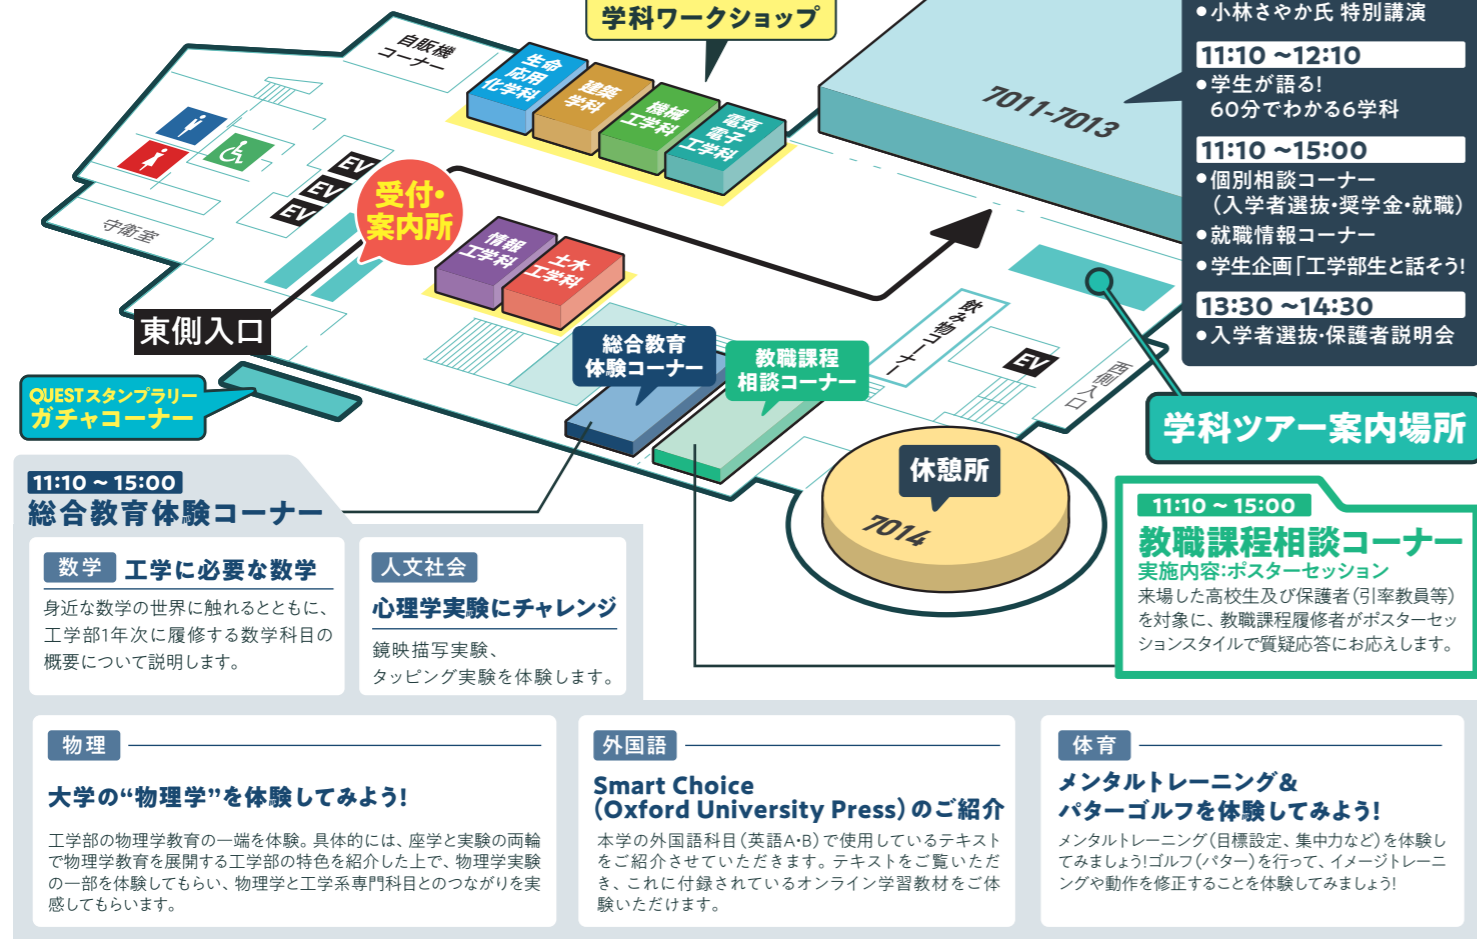 学科ワークショップ
自販機
コーナー
生命
応用
化学科
建築
学科
機械
工学科
電気
電子
工学科
7011-7013
●小林さやか氏 特別講演
11:10 ~12:10
●学生が語る!
60分でわかる6学科
11:10 ~15:00
●個別相談コーナー
(入学者選抜・奨学金・就職)
●就職情報コーナー
●学生企画「工学部生と話そう!
13:30 ~14:30
●入学者選抜・保護者説明会
EV
EV
EV
受付・
案内所
守衛室
情報
工学科
土木
工学科
東側入口
飲み物コーナー
EV
西側入口
総合教育
体験コーナー
教職課程
相談コーナー
QUESTスタンプラリー
ガチャコーナー
学科ツアー案内場所
休憩所
7014
11:10 ~ 15:00
総合教育体験コーナー
数学 工学に必要な数学
身近な数学の世界に触れるとともに、
工学部1年次に履修する数学科目の
概要について説明します。
人文社会
心理学実験にチャレンジ
鏡映描写実験、
タッピング実験を体験します。
11:10 ~ 15:00
教職課程相談コーナー
実施内容:ポスターセッション
来場した高校生及び保護者(引率教員等)
を対象に、教職課程履修者がポスターセッ
ションスタイルで質疑応答にお応えします。
物理
大学の“物理学”を体験してみよう!
工学部の物理学教育の一端を体験。具体的には、座学と実験の両輪
で物理学教育を展開する工学部の特色を紹介した上で、物理学実験
の一部を体験してもらい、物理学と工学系専門科目とのつながりを実
感してもらいます。
外国語
Smart Choice
(Oxford University Press)のご紹介
本学の外国語科目(英語A・B)で使用しているテキスト
をご紹介させていただきます。テキストをご覧いただ
き、これに付録されているオンライン学習教材をご体
験いただけます。
体育
メンタルトレーニング&
パターゴルフを体験してみよう!
メンタルトレーニング(目標設定、集中力など)を体験し
てみましょう!ゴルフ(パター)を行って、イメージトレーニ
ングや動作を修正することを体験してみましょう!